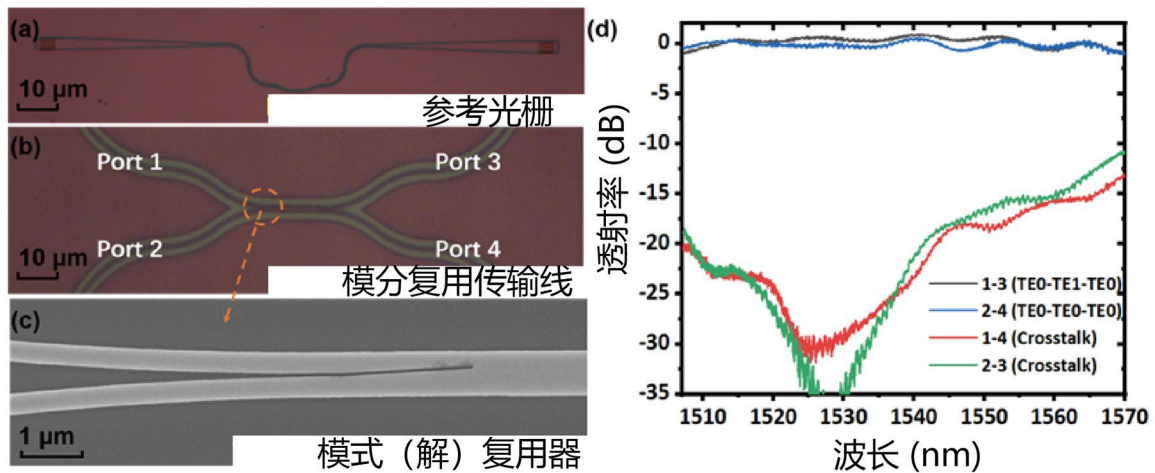 (a)
10 μm
参考光栅
(b)
Port 1
Port 3
Port 2
Port 4
10 μm
模分复用传输线
(c)
1 μm
模式（解）复用器
(d)
透射率 (dB)
0
-5
-10
-15
-20
-25
-30
-35
1-3 (TE0-TE1-TE0)
2-4 (TE0-TE0-TE0)
1-4 (Crosstalk)
2-3 (Crosstalk)
1510 1520 1530 1540 1550 1560 1570
波长 (nm)